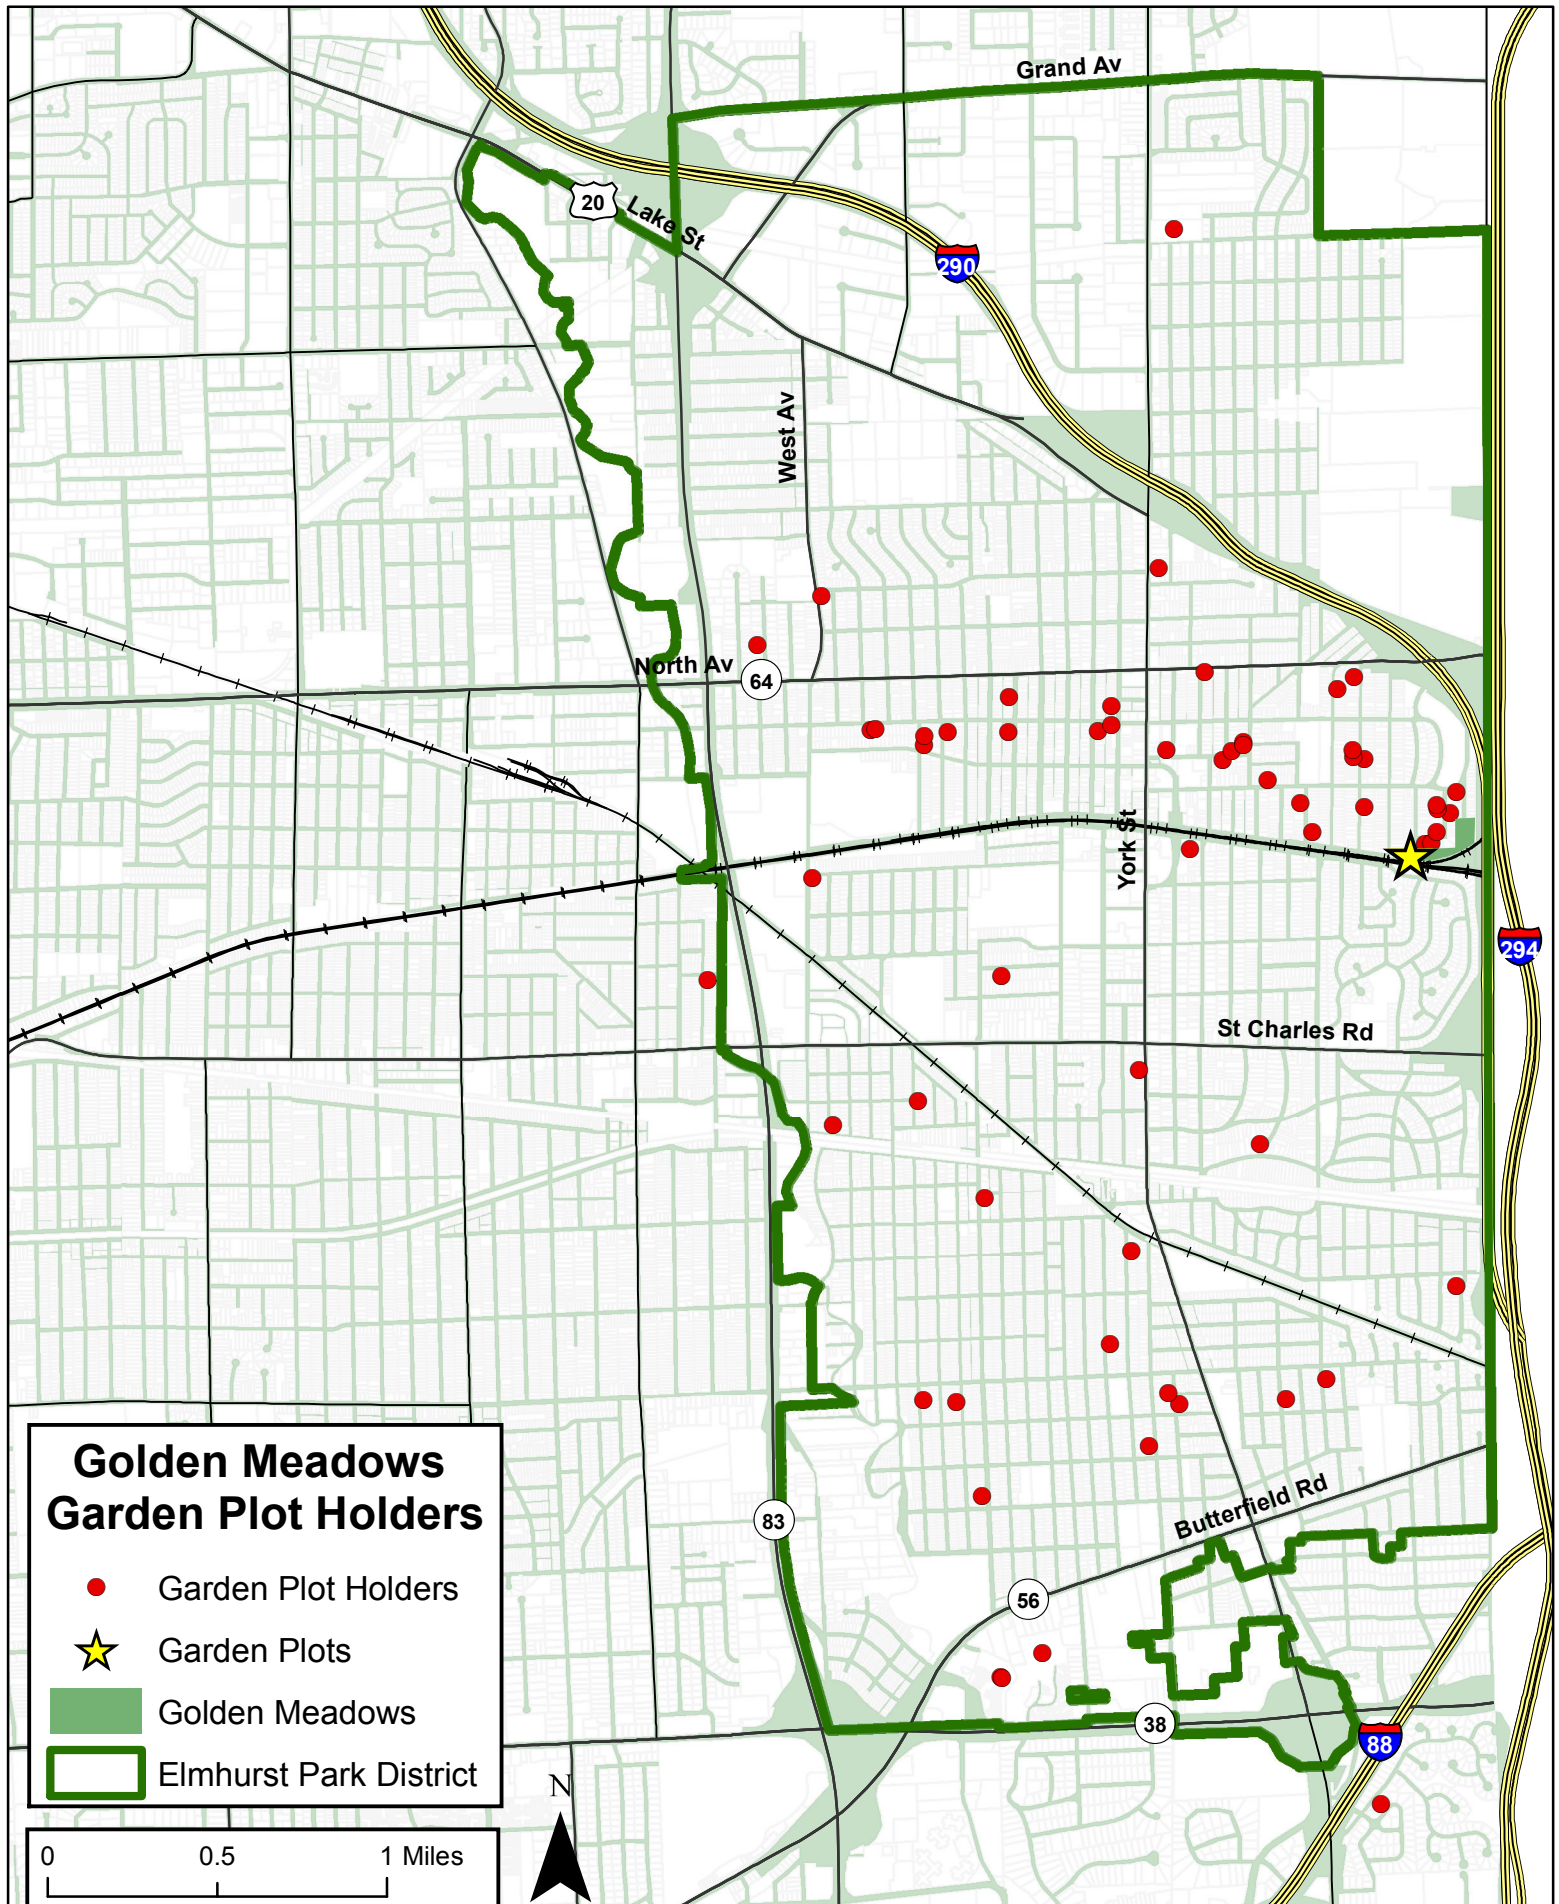 Grand Av
20
Lake St
290
West Av
North Av
64
York St
294
St Charles Rd
Golden Meadows
Garden Plot Holders
Garden Plot Holders
Garden Plots
Golden Meadows
Elmhurst Park District
83
Butterfield Rd
56
38
88
N
0 0.5 1 Miles